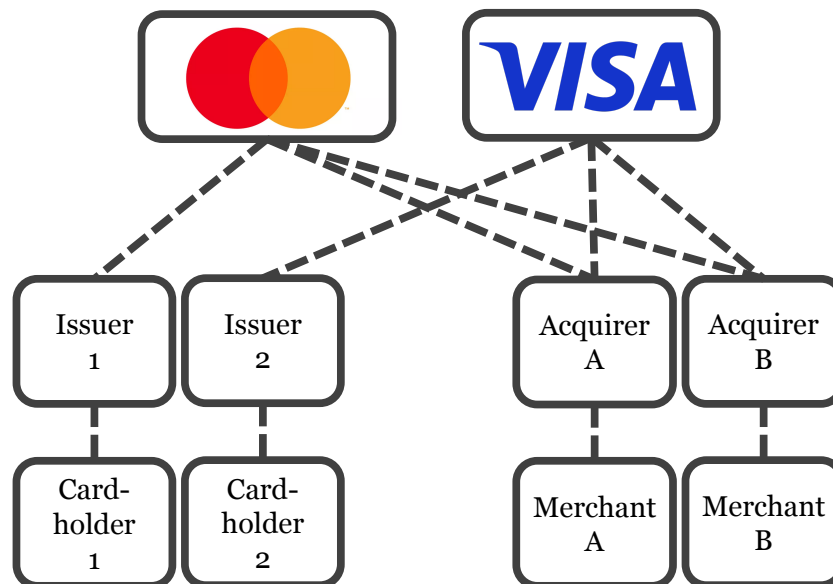 VISA
Issuer
1
Issuer
2
Acquirer
A
Acquirer
B
Card-
holder
1
Card-
holder
2
Merchant
A
Merchant
B